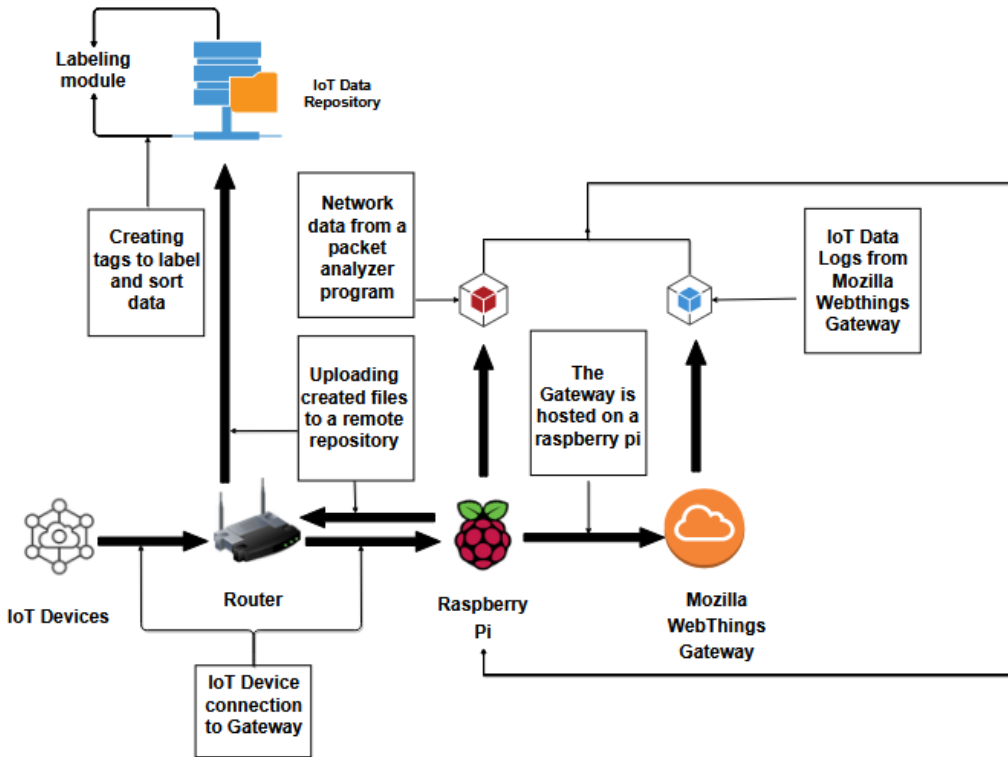 Labeling
module
IoT Data
Repository
Creating
tags to label
and sort
data
Network
data from a
packet
analyzer
program
IoT Data
Logs from
Mozilla
Webthings
Gateway
Uploading
created files
to a remote
repository
The
Gateway is
hosted on a
raspberry pi
IoT Devices
Router
Raspberry
Pi
Mozilla
WebThings
Gateway
IoT Device
connection
to Gateway